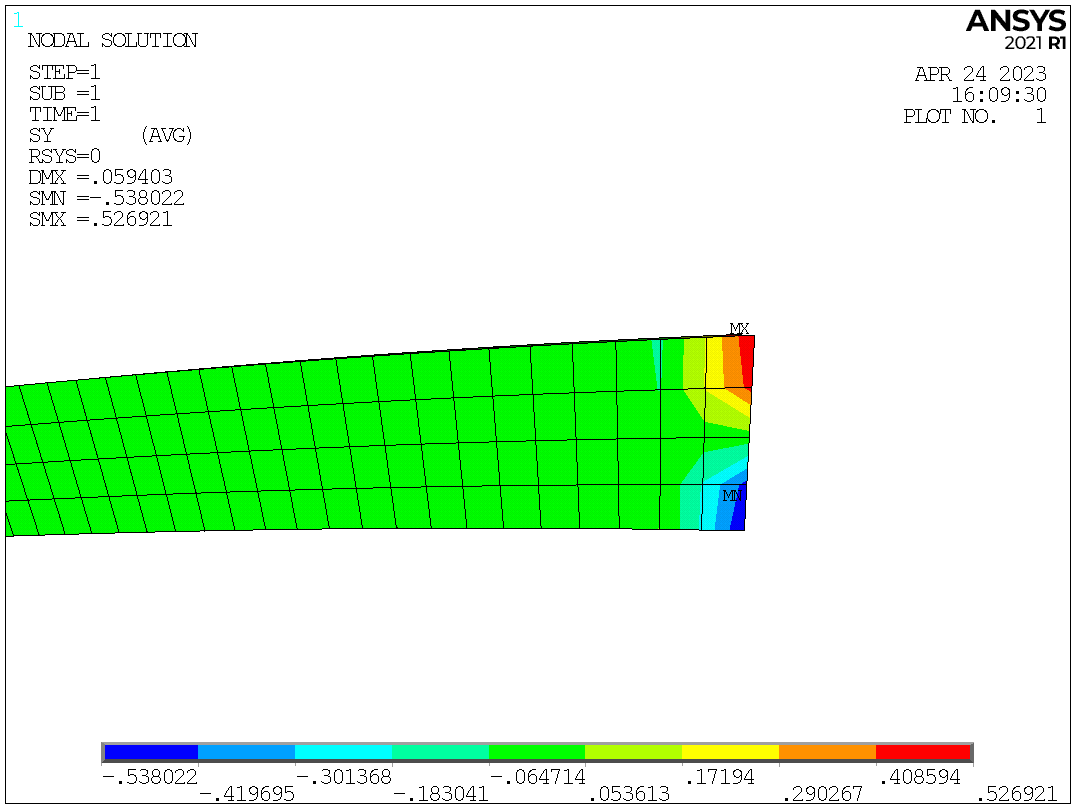 1
ANSYS
2021 R1
NODAL SOLUTION
STEP=1
SUB =1
TIME=1
SY (AVG)
RSYS=0
DMX =.059403
SMN =-.538022
SMX =.526921
APR 24 2023
16:09:30
PLOT NO. 1
MX
MN
-.538022 -.301368 -.064714 .17194 .408594
-.419695 -.183041 .053613 .290267 .526921